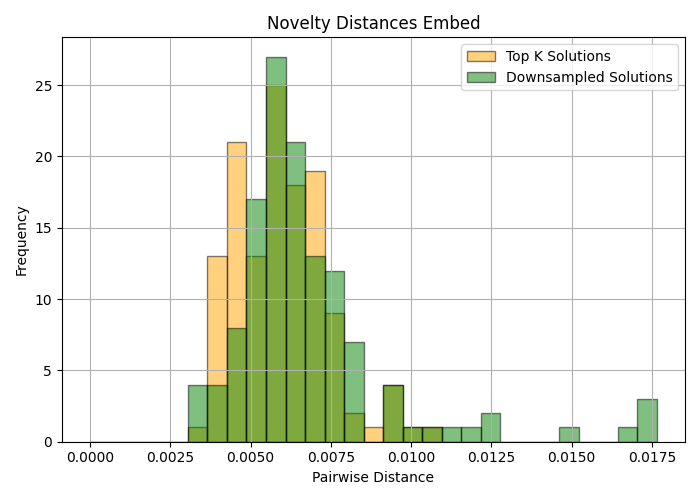 Novelty Distances Embed
Top K Solutions
Downsampled Solutions
Frequency
25
20
15
10
5
0
0.0000 0.0025 0.0050 0.0075 0.0100 0.0125 0.0150 0.0175
Pairwise Distance